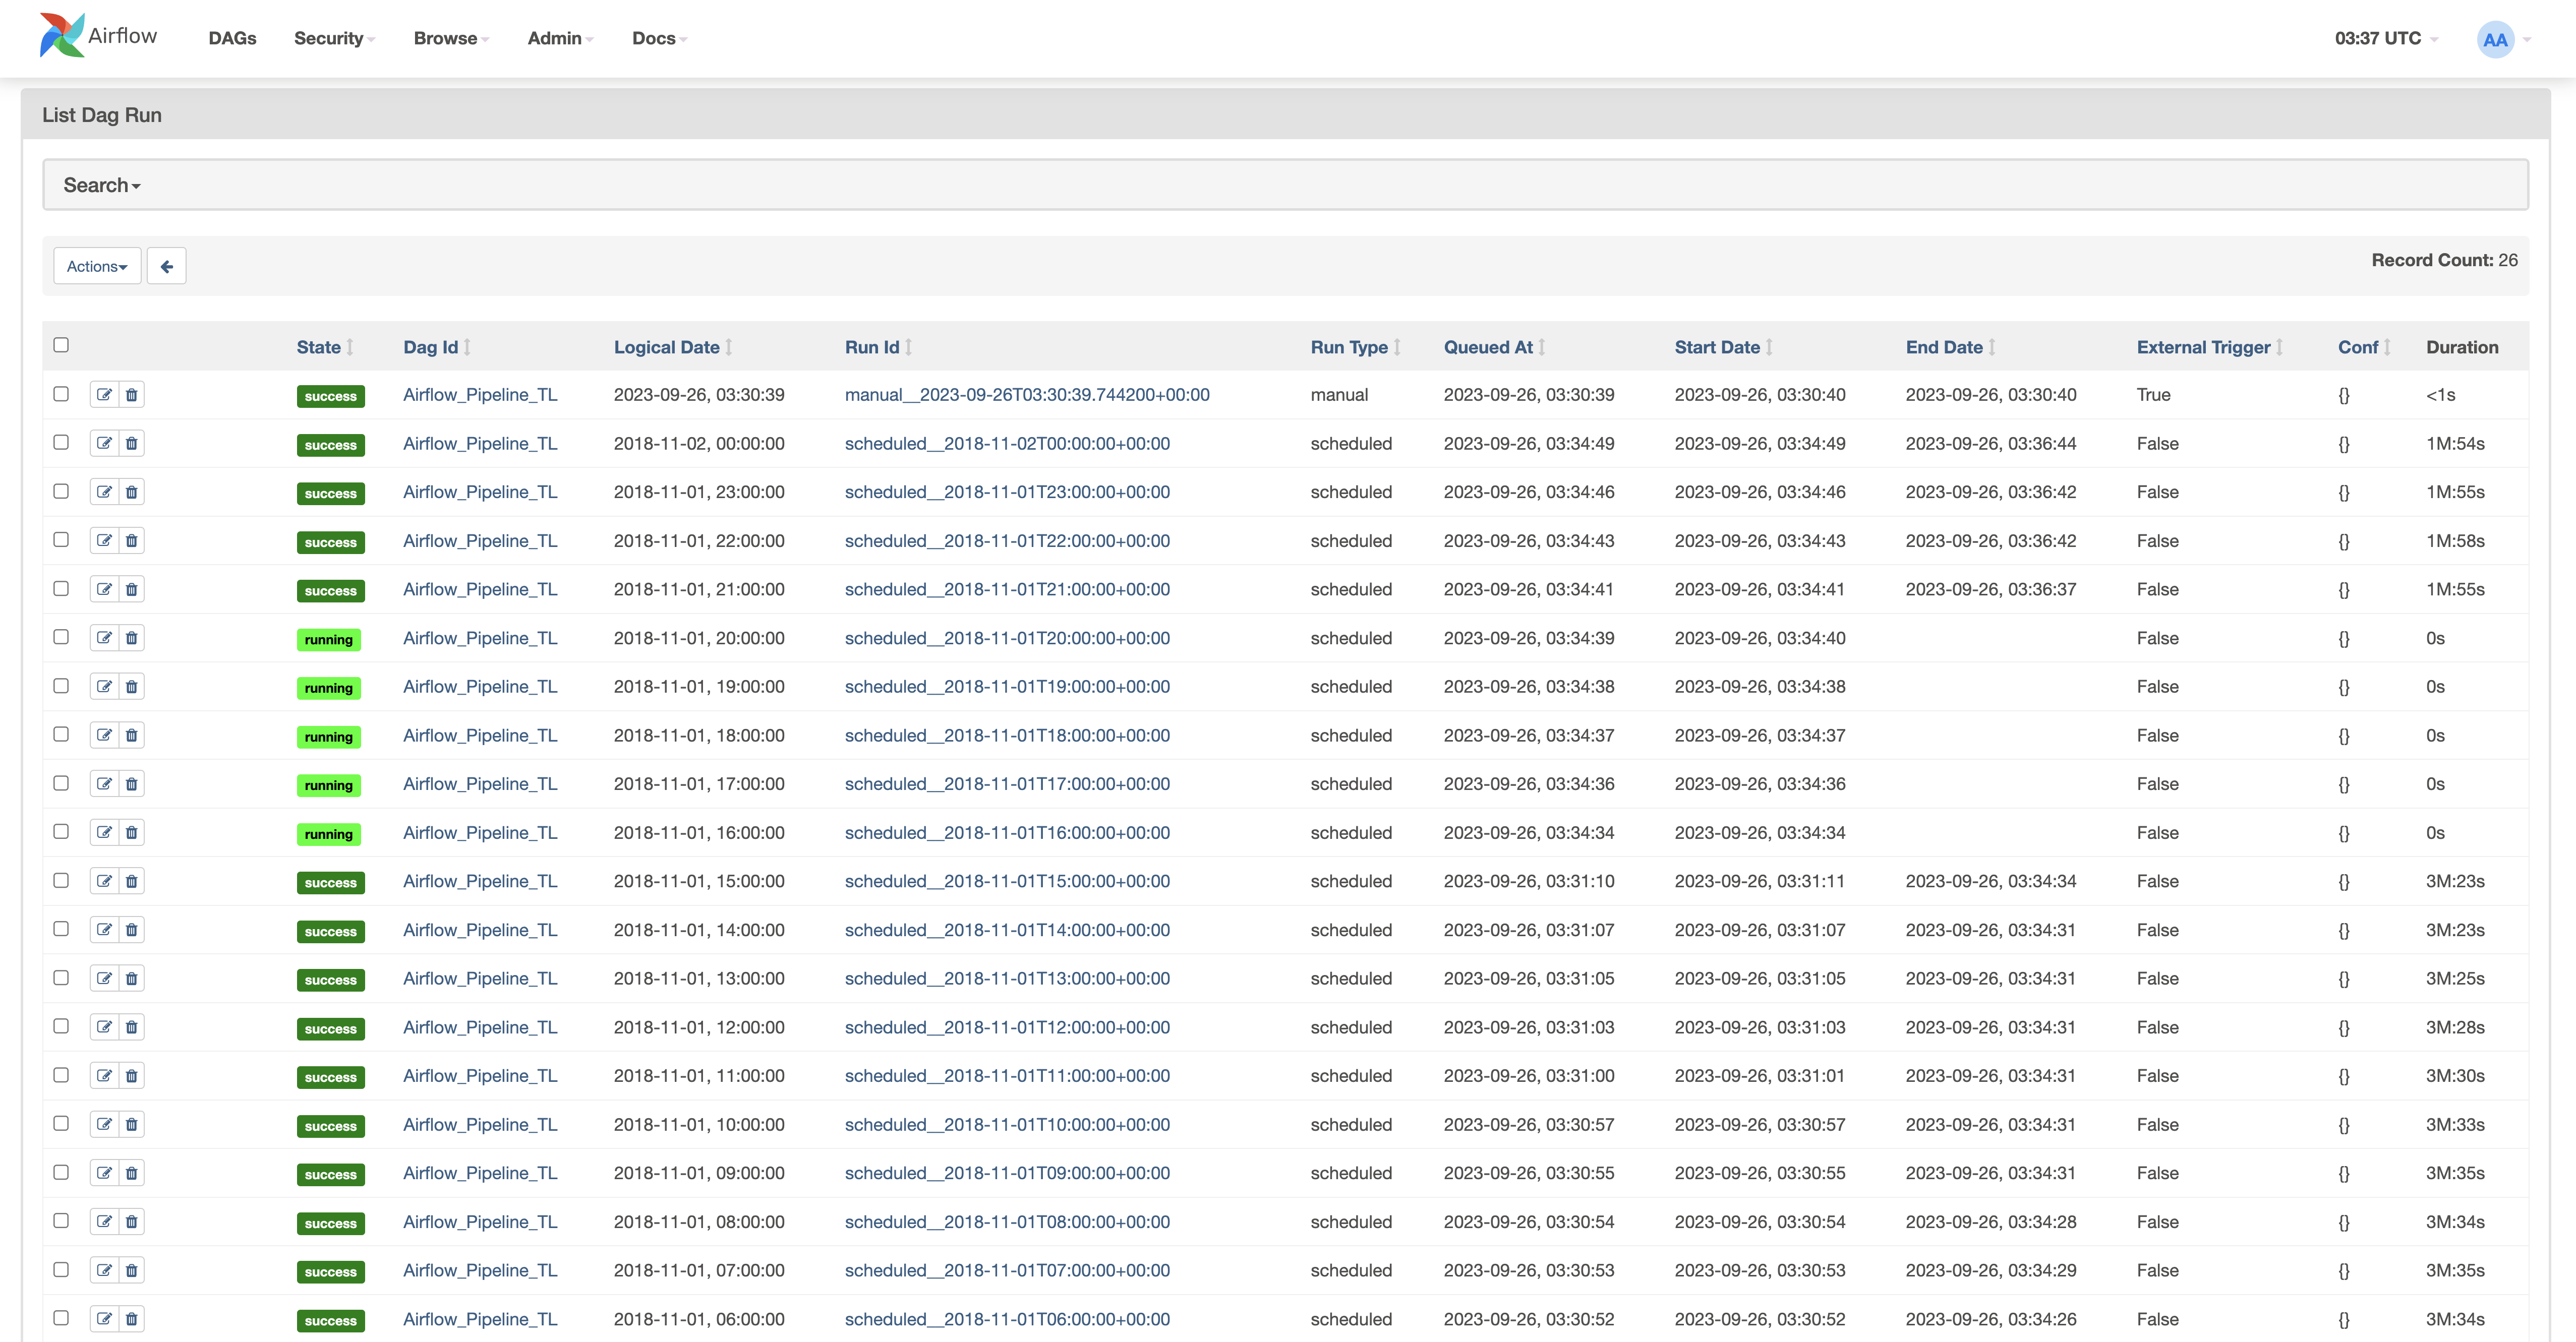 Airflow DAGs Security Browse Admin Docs 03:37 UTC AA
List Dag Run
Search
Actions Record Count: 26
State Dag Id Logical Date Run Id Run Type Queued At Start Date End Date External Trigger Conf Duration
success Airflow_Pipeline_TL 2023-09-26, 03:30:39 manual__2023-09-26T03:30:39.744200+00:00 manual 2023-09-26, 03:30:39 2023-09-26, 03:30:40 2023-09-26, 03:30:40 True {} <1s
success Airflow_Pipeline_TL 2018-11-02, 00:00:00 scheduled__2018-11-02T00:00:00+00:00 scheduled 2023-09-26, 03:34:49 2023-09-26, 03:34:49 2023-09-26, 03:36:44 False {} 1M:54s
success Airflow_Pipeline_TL 2018-11-01, 23:00:00 scheduled__2018-11-01T23:00:00+00:00 scheduled 2023-09-26, 03:34:46 2023-09-26, 03:34:46 2023-09-26, 03:36:42 False {} 1M:55s
success Airflow_Pipeline_TL 2018-11-01, 22:00:00 scheduled__2018-11-01T22:00:00+00:00 scheduled 2023-09-26, 03:34:43 2023-09-26, 03:34:43 2023-09-26, 03:36:42 False {} 1M:58s
success Airflow_Pipeline_TL 2018-11-01, 21:00:00 scheduled__2018-11-01T21:00:00+00:00 scheduled 2023-09-26, 03:34:41 2023-09-26, 03:34:41 2023-09-26, 03:36:37 False {} 1M:55s
running Airflow_Pipeline_TL 2018-11-01, 20:00:00 scheduled__2018-11-01T20:00:00+00:00 scheduled 2023-09-26, 03:34:39 2023-09-26, 03:34:40 False {} 0s
running Airflow_Pipeline_TL 2018-11-01, 19:00:00 scheduled__2018-11-01T19:00:00+00:00 scheduled 2023-09-26, 03:34:38 2023-09-26, 03:34:38 False {} 0s
running Airflow_Pipeline_TL 2018-11-01, 18:00:00 scheduled__2018-11-01T18:00:00+00:00 scheduled 2023-09-26, 03:34:37 2023-09-26, 03:34:37 False {} 0s
running Airflow_Pipeline_TL 2018-11-01, 17:00:00 scheduled__2018-11-01T17:00:00+00:00 scheduled 2023-09-26, 03:34:36 2023-09-26, 03:34:36 False {} 0s
running Airflow_Pipeline_TL 2018-11-01, 16:00:00 scheduled__2018-11-01T16:00:00+00:00 scheduled 2023-09-26, 03:34:34 2023-09-26, 03:34:34 False {} 0s
success Airflow_Pipeline_TL 2018-11-01, 15:00:00 scheduled__2018-11-01T15:00:00+00:00 scheduled 2023-09-26, 03:31:10 2023-09-26, 03:31:11 2023-09-26, 03:34:34 False {} 3M:23s
success Airflow_Pipeline_TL 2018-11-01, 14:00:00 scheduled__2018-11-01T14:00:00+00:00 scheduled 2023-09-26, 03:31:07 2023-09-26, 03:31:07 2023-09-26, 03:34:31 False {} 3M:23s
success Airflow_Pipeline_TL 2018-11-01, 13:00:00 scheduled__2018-11-01T13:00:00+00:00 scheduled 2023-09-26, 03:31:05 2023-09-26, 03:31:05 2023-09-26, 03:34:31 False {} 3M:25s
success Airflow_Pipeline_TL 2018-11-01, 12:00:00 scheduled__2018-11-01T12:00:00+00:00 scheduled 2023-09-26, 03:31:03 2023-09-26, 03:31:03 2023-09-26, 03:34:31 False {} 3M:28s
success Airflow_Pipeline_TL 2018-11-01, 11:00:00 scheduled__2018-11-01T11:00:00+00:00 scheduled 2023-09-26, 03:31:00 2023-09-26, 03:31:01 2023-09-26, 03:34:31 False {} 3M:30s
success Airflow_Pipeline_TL 2018-11-01, 10:00:00 scheduled__2018-11-01T10:00:00+00:00 scheduled 2023-09-26, 03:30:57 2023-09-26, 03:30:57 2023-09-26, 03:34:31 False {} 3M:33s
success Airflow_Pipeline_TL 2018-11-01, 09:00:00 scheduled__2018-11-01T09:00:00+00:00 scheduled 2023-09-26, 03:30:55 2023-09-26, 03:30:55 2023-09-26, 03:34:31 False {} 3M:35s
success Airflow_Pipeline_TL 2018-11-01, 08:00:00 scheduled__2018-11-01T08:00:00+00:00 scheduled 2023-09-26, 03:30:54 2023-09-26, 03:30:54 2023-09-26, 03:34:28 False {} 3M:34s
success Airflow_Pipeline_TL 2018-11-01, 07:00:00 scheduled__2018-11-01T07:00:00+00:00 scheduled 2023-09-26, 03:30:53 2023-09-26, 03:30:53 2023-09-26, 03:34:29 False {} 3M:35s
success Airflow_Pipeline_TL 2018-11-01, 06:00:00 scheduled__2018-11-01T06:00:00+00:00 scheduled 2023-09-26, 03:30:52 2023-09-26, 03:30:52 2023-09-26, 03:34:26 False {} 3M:34s